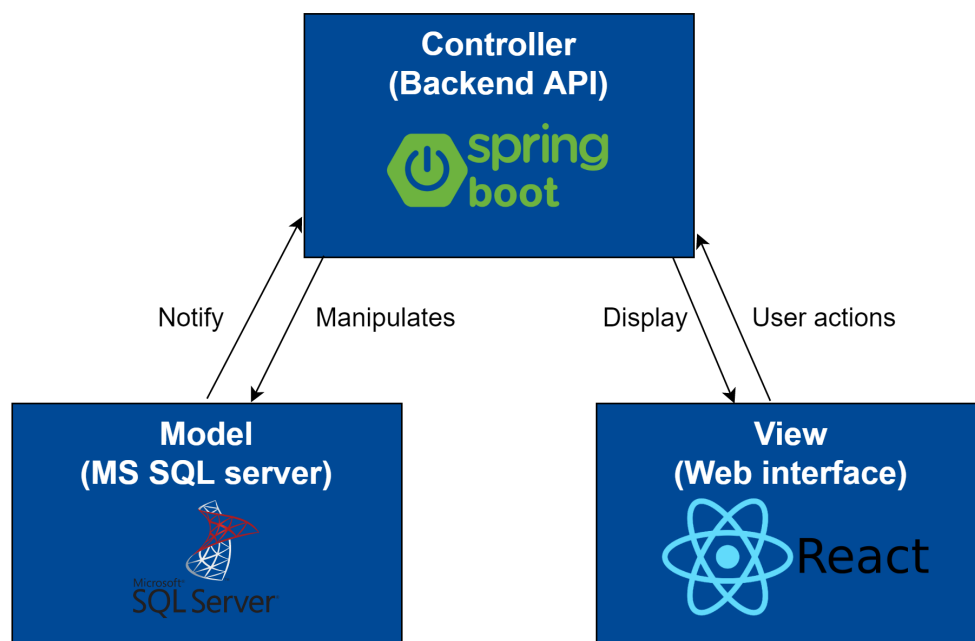 Controller
(Backend API)
spring
boot
Notify
Manipulates
Display
User actions
Model
(MS SQL server)
Microsoft®
SQL Server
View
(Web interface)
React